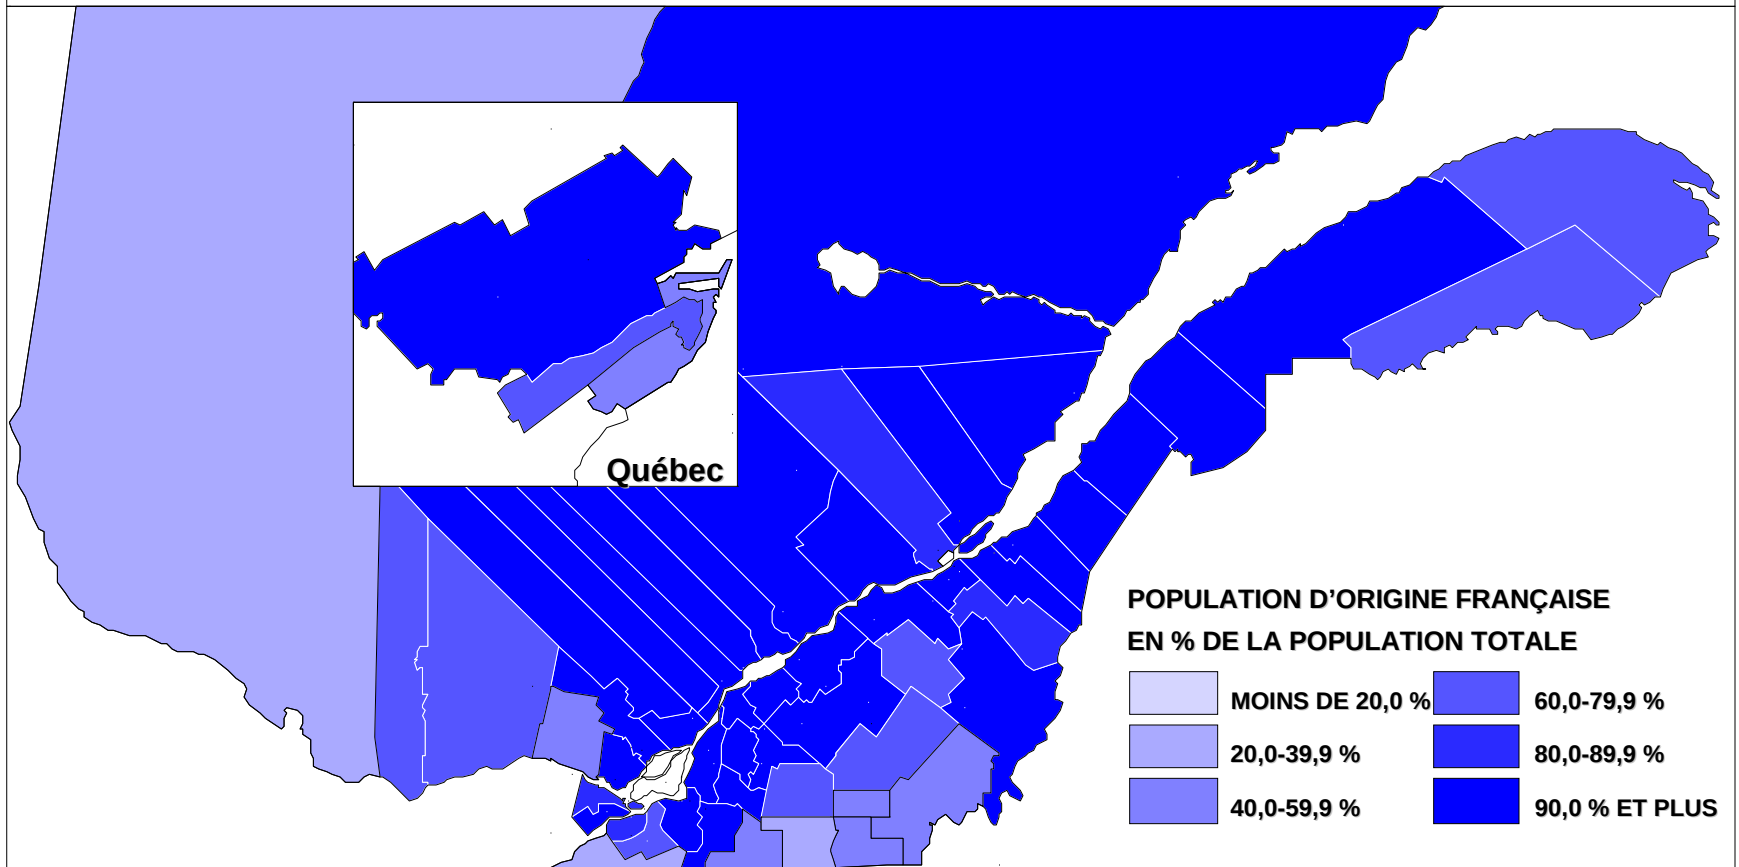 Québec
POPULATION D’ORIGINE FRANÇAISE
EN % DE LA POPULATION TOTALE
MOINS DE 20,0 %
20,0-39,9 %
40,0-59,9 %
60,0-79,9 %
80,0-89,9 %
90,0 % ET PLUS